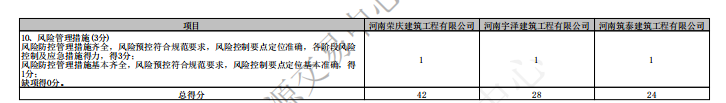 项目 河南荣庆建筑工程有限公司 河南宇泽建筑工程有限公司 河南筑泰建筑工程有限公司
10、风险管理措施(3分)
风险防控管理措施齐全，风险预控符合规范要求，风险控制要点定位准确，各阶段风险
控制及应急措施得力，得3分；
风险防控管理措施基本齐全，风险预控符合规范要求，风险控制要点定位基本准确，得
1分；
缺项得0分。
1 1 1
总得分 42 28 24
源交易中心
中心